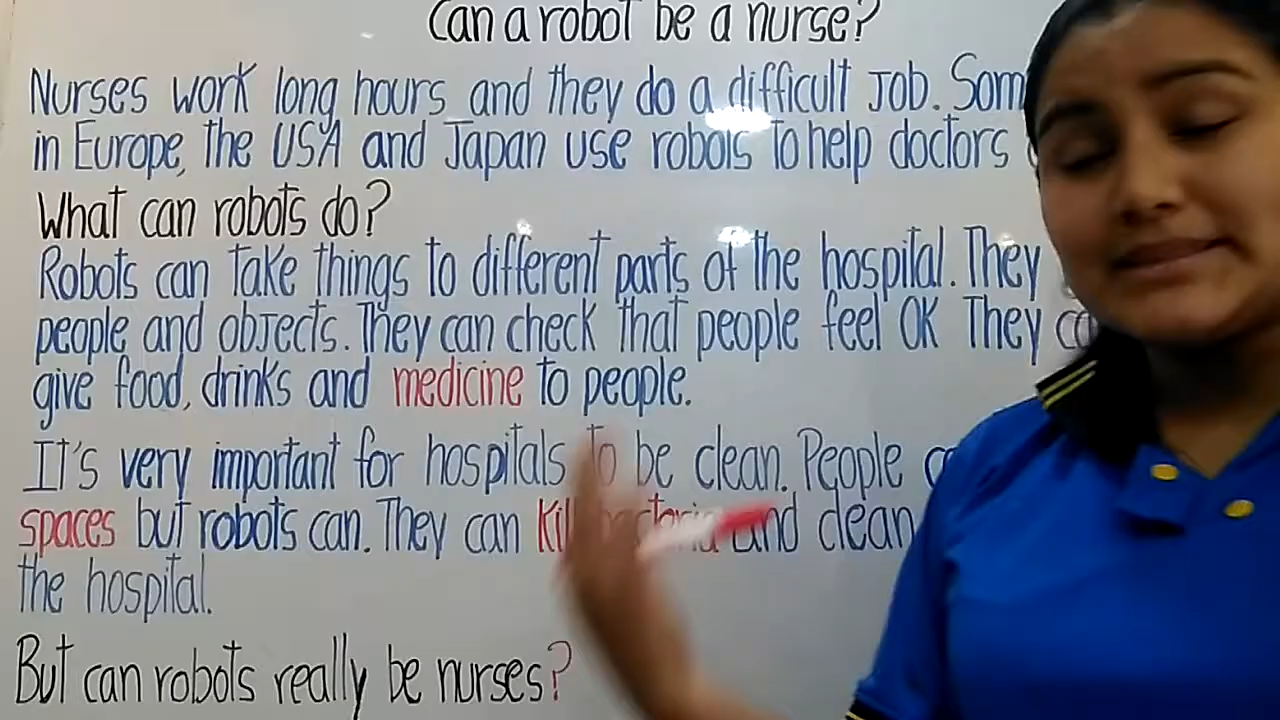 Can a robot be a nurse?
Nurses work long hours and they do a difficult Job.
in Europe, the USA and Japan use robots to help doctors
What can robots do?
Robots can take things to different parts of the hospital. They
people and objects. They can check that people feel OK They
give food, drinks and medicine to people.
It's very important for hospitals to be clean. People
spaces but robots can. They can Kill bacteria and clean
the hospital.
But can robots really be nurses?